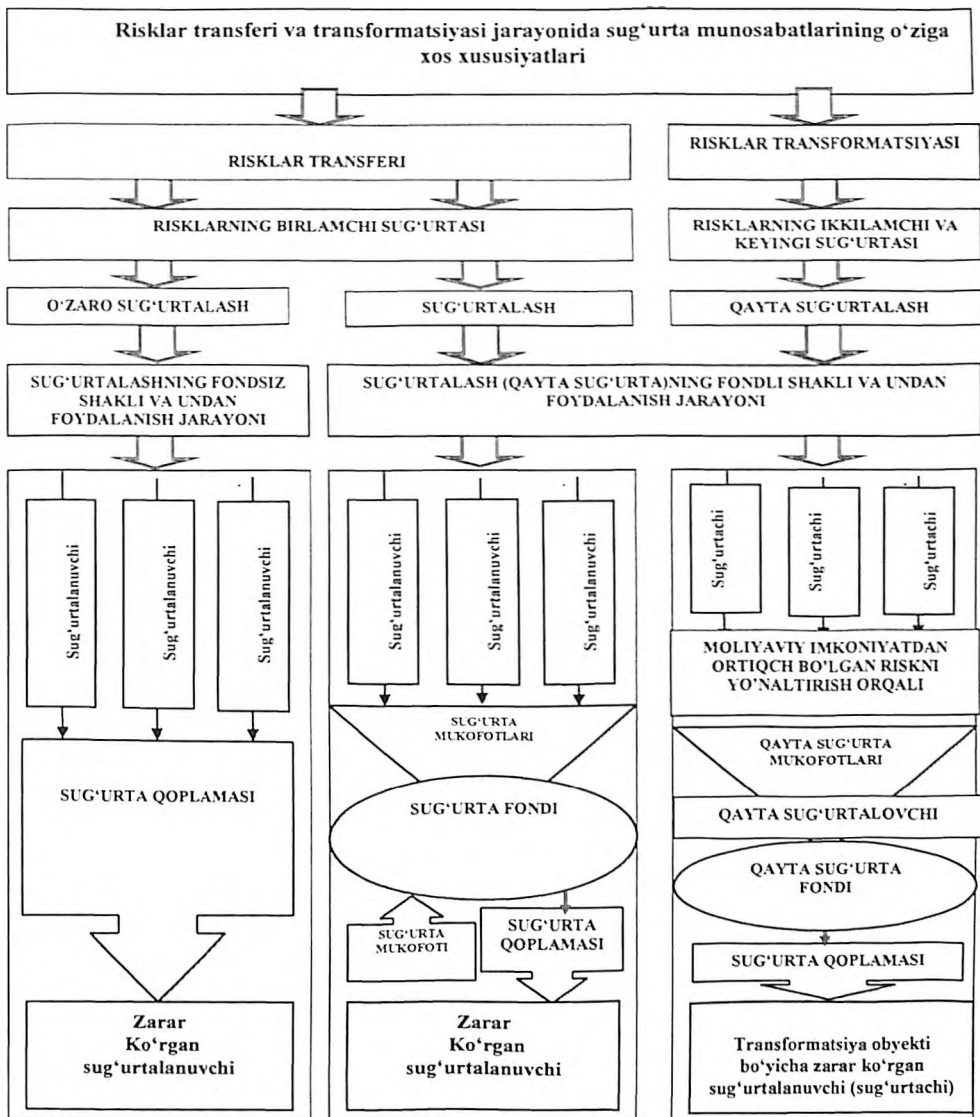 Risklar transferi va transformatsiyasi jarayonida sug‘urta munosabatlarining o‘ziga
xos xususiyatlari
RISKLAR TRANSFERI
RISKLAR TRANSFORMATSIYASI
RISKLARNING BIRLAMCHI SUG‘URTASI
RISKLARNING IKKILAMCHI VA
KEYINGI SUG‘URTASI
O‘ZARO SUG‘URTALASH
SUG‘URTALASH
QAYTA SUG‘URTALASH
SUG‘URTALASHNING FONDSIZ
SHAKLI VA UNDAN
FOYDALANISH JARAYONI
SUG‘URTALASH (QAYTA SUG‘URTA)NING FONDLI SHAKLI VA UNDAN
FOYDALANISH JARAYONI
Sug‘urtalanuvchi
Sug‘urtalanuvchi
Sug‘urtalanuvchi
SUG‘URTA QOPLAMASI
Zarar
Ko‘rgan
sug‘urtalanuvchi
Sug‘urtalanuvchi
Sug‘urtalanuvchi
Sug‘urtalanuvchi
SUG‘URTA
MUKOFOTLARI
SUG‘URTA FONDI
SUG‘URTA
MUKOFOTI
SUG‘URTA
QOPLAMASI
Zarar
Ko‘rgan
sug‘urtalanuvchi
Sug‘urtachi
Sug‘urtachi
Sug‘urtachi
MOLIYAVIY IMKONIYATDAN
ORTIQCH BO‘LGAN RISKNI
YO‘NALTIRISH ORQALI
QAYTA SUG‘URTA
MUKOFOTLARI
QAYTA SUG‘URTALOVCHI
QAYTA SUG‘URTA
FONDI
SUG‘URTA QOPLAMASI
Transformatsiya obyekti
bo‘yicha zarar ko‘rgan
sug‘urtalanuvchi (sug‘urtachi)